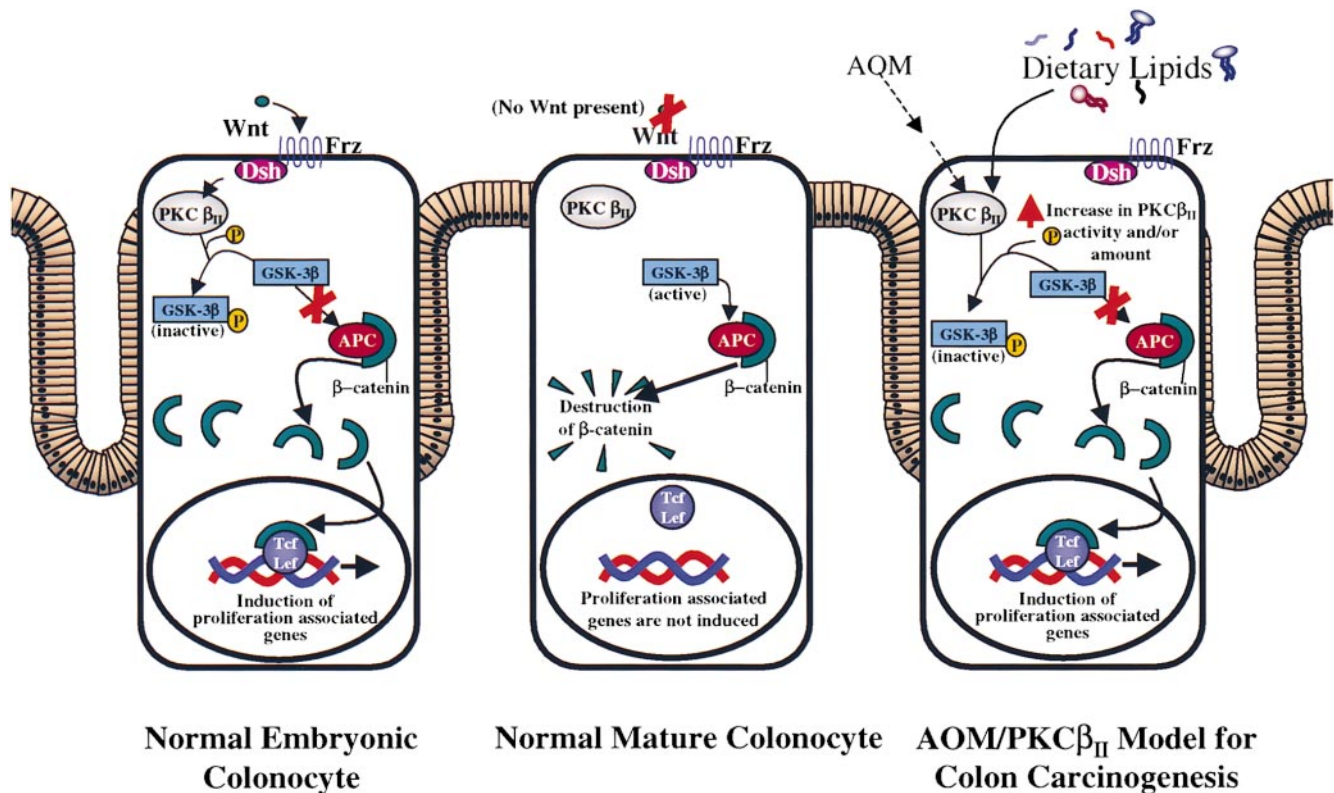 Wnt
Frz
Dsh
PKC βII
P
GSK-3β
GSK-3β
(inactive)
P
APC
β–catenin
Tcf
Lef
Induction of
proliferation associated
genes
Normal Embryonic
Colonocyte
(No Wnt present)
Wnt
Frz
Dsh
PKC βII
GSK-3β
(active)
APC
β–catenin
Destruction
of β-catenin
Tcf
Lef
Proliferation associated
genes are not induced
Normal Mature Colonocyte
AQM
Dietary Lipids
Frz
Dsh
PKC βII
Increase in PKCβII
activity and/or
amount
P
GSK-3β
GSK-3β
(inactive)
P
APC
β–catenin
Tcf
Lef
Induction of
proliferation associated
genes
AOM/PKCβII Model for
Colon Carcinogenesis